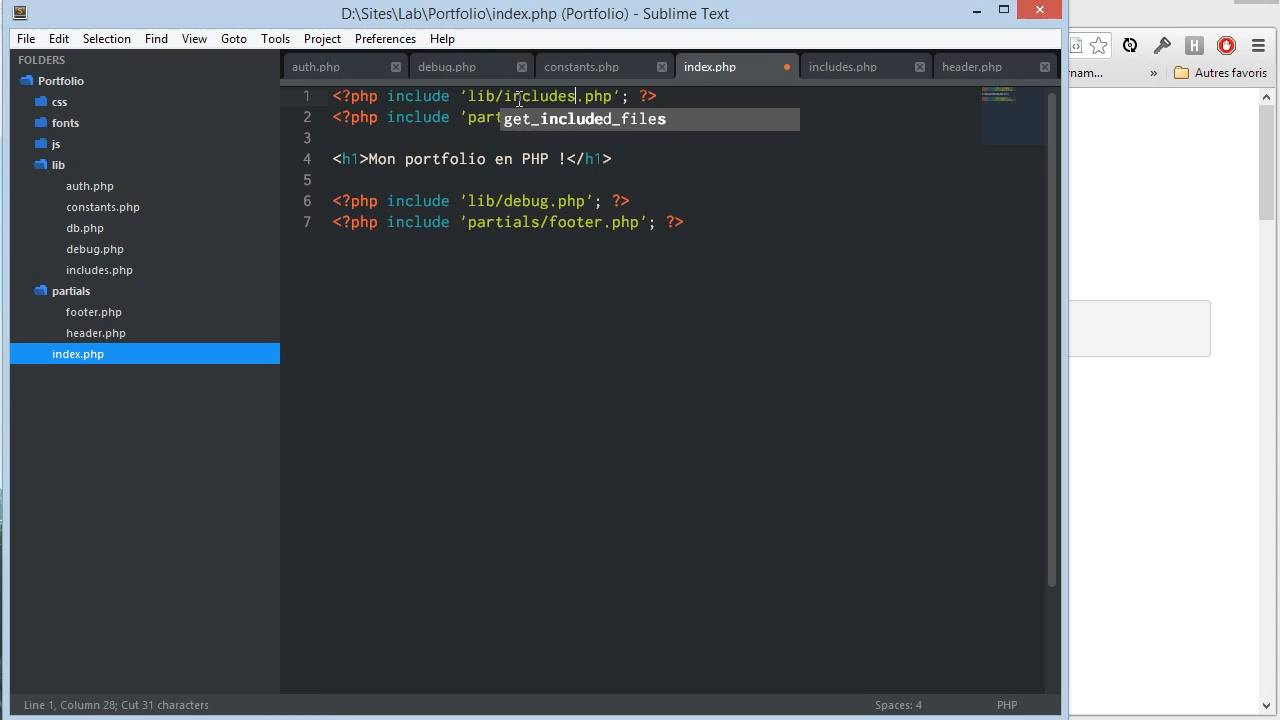 D:\Sites\Lab\Portfolio\index.php (Portfolio) - Sublime Text
File Edit Selection Find View Goto Tools Project Preferences Help
FOLDERS
Portfolio
css
fonts
js
lib
auth.php
constants.php
db.php
debug.php
includes.php
partials
footer.php
header.php
index.php
auth.php debug.php constants.php index.php includes.php header.php
1 <?php include 'lib/includes.php'; ?>
2 <?php include 'part
get_included_files
3
4 <h1>Mon portfolio en PHP !</h1>
5
6 <?php include 'lib/debug.php'; ?>
7 <?php include 'partials/footer.php'; ?>
H
» Autres favoris
Line 1, Column 28; Cut 31 characters
Spaces: 4
PHP